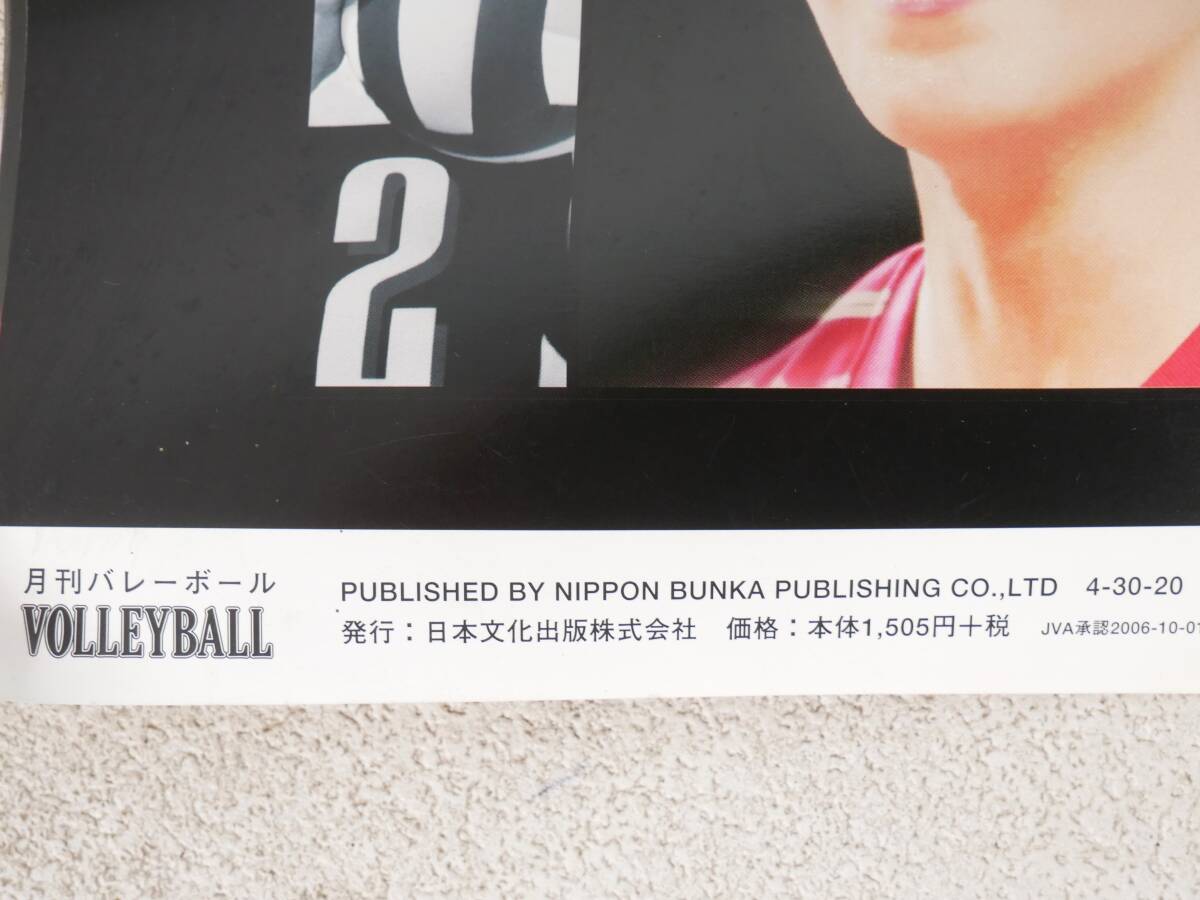 2
月刊バレーボール
VOLLEYBALL
PUBLISHED BY NIPPON BUNKA PUBLISHING CO.,LTD 4-30-20
発行：日本文化出版株式会社 価格：本体1,505円+税 JVA承認2006-10-01